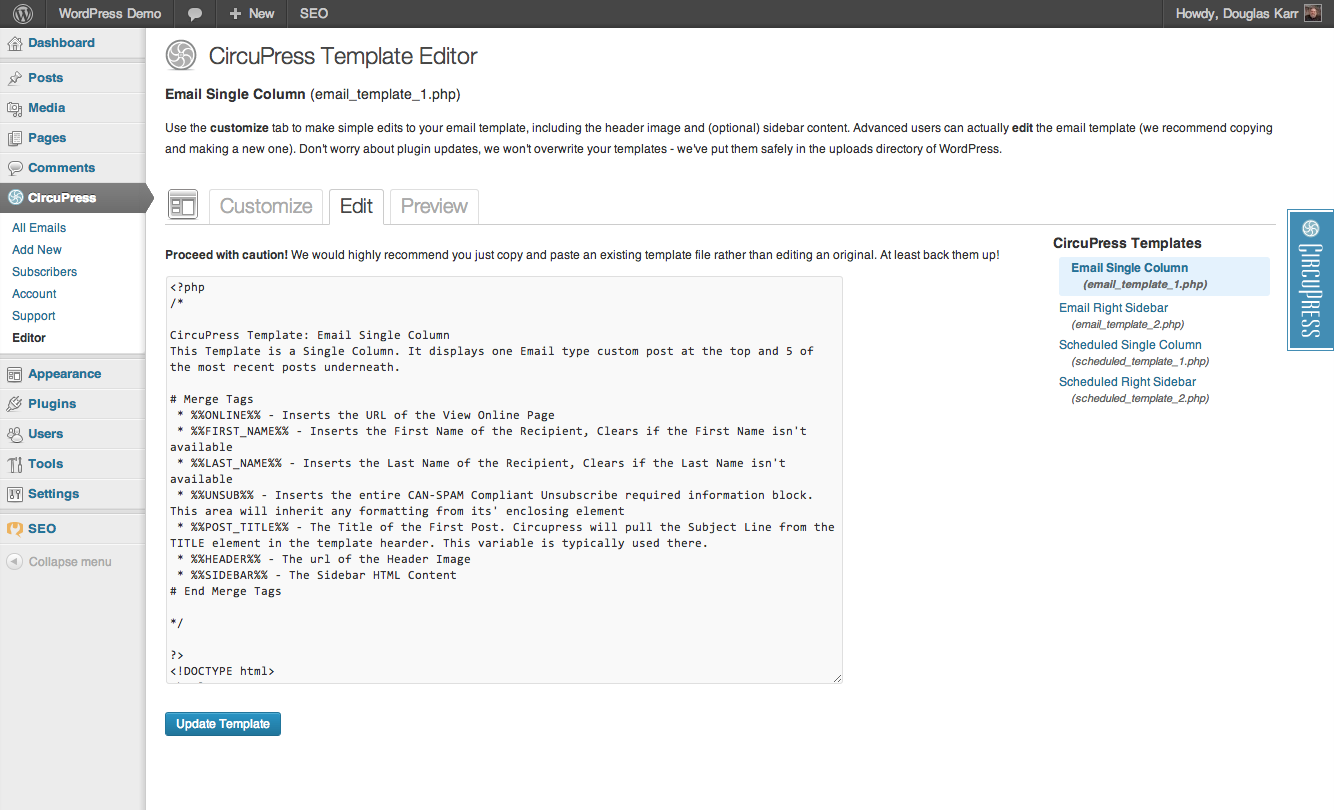 WordPress Demo
New
SEO
Howdy, Douglas Karr
Dashboard
Posts
Media
Pages
Comments
CircuPress
All Emails
Add New
Subscribers
Account
Support
Editor
Appearance
Plugins
Users
Tools
Settings
SEO
Collapse menu
CircuPress Template Editor
Email Single Column (email_template_1.php)
Use the customize tab to make simple edits to your email template, including the header image and (optional) sidebar content. Advanced users can actually edit the email template (we recommend copying
and making a new one). Don't worry about plugin updates, we won't overwrite your templates - we've put them safely in the uploads directory of WordPress.
Customize
Edit
Preview
Proceed with caution! We would highly recommend you just copy and paste an existing template file rather than editing an original. At least back them up!
<?php
/*
CircuPress Template: Email Single Column
This Template is a Single Column. It displays one Email type custom post at the top and 5 of
the most recent posts underneath.
# Merge Tags
* %%ONLINE%% - Inserts the URL of the View Online Page
* %%FIRST_NAME%% - Inserts the First Name of the Recipient, Clears if the First Name isn't
available
* %%LAST_NAME%% - Inserts the Last Name of the Recipient, Clears if the Last Name isn't
available
* %%UNSUB%% - Inserts the entire CAN-SPAM Compliant Unsubscribe required information block.
This area will inherit any formatting from its' enclosing element
* %%POST_TITLE%% - The Title of the First Post. Circupress will pull the Subject Line from the
TITLE element in the template hearder. This variable is typically used there.
* %%HEADER%% - The url of the Header Image
* %%SIDEBAR%% - The Sidebar HTML Content
# End Merge Tags
*/
?>
<!DOCTYPE html>
Update Template
CircuPress Templates
Email Single Column
(email_template_1.php)
Email Right Sidebar
(email_template_2.php)
Scheduled Single Column
(scheduled_template_1.php)
Scheduled Right Sidebar
(scheduled_template_2.php)
CIRCUPRESS